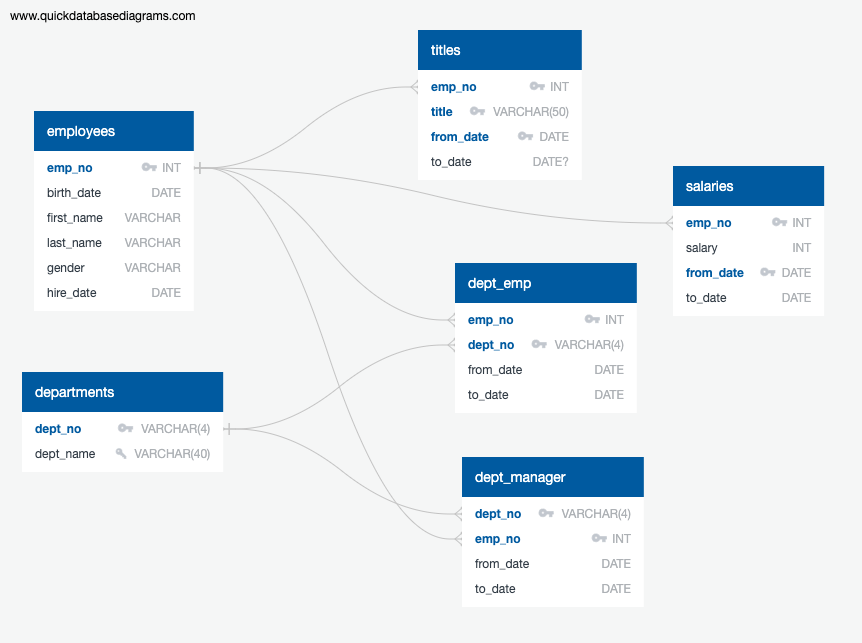 www.quickdatabasediagrams.com
titles
emp_no INT
title VARCHAR(50)
from_date DATE
to_date DATE?
employees
emp_no INT
birth_date DATE
first_name VARCHAR
last_name VARCHAR
gender VARCHAR
hire_date DATE
salaries
emp_no INT
salary INT
from_date DATE
to_date DATE
dept_emp
emp_no INT
dept_no VARCHAR(4)
from_date DATE
to_date DATE
departments
dept_no VARCHAR(4)
dept_name VARCHAR(40)
dept_manager
dept_no VARCHAR(4)
emp_no INT
from_date DATE
to_date DATE